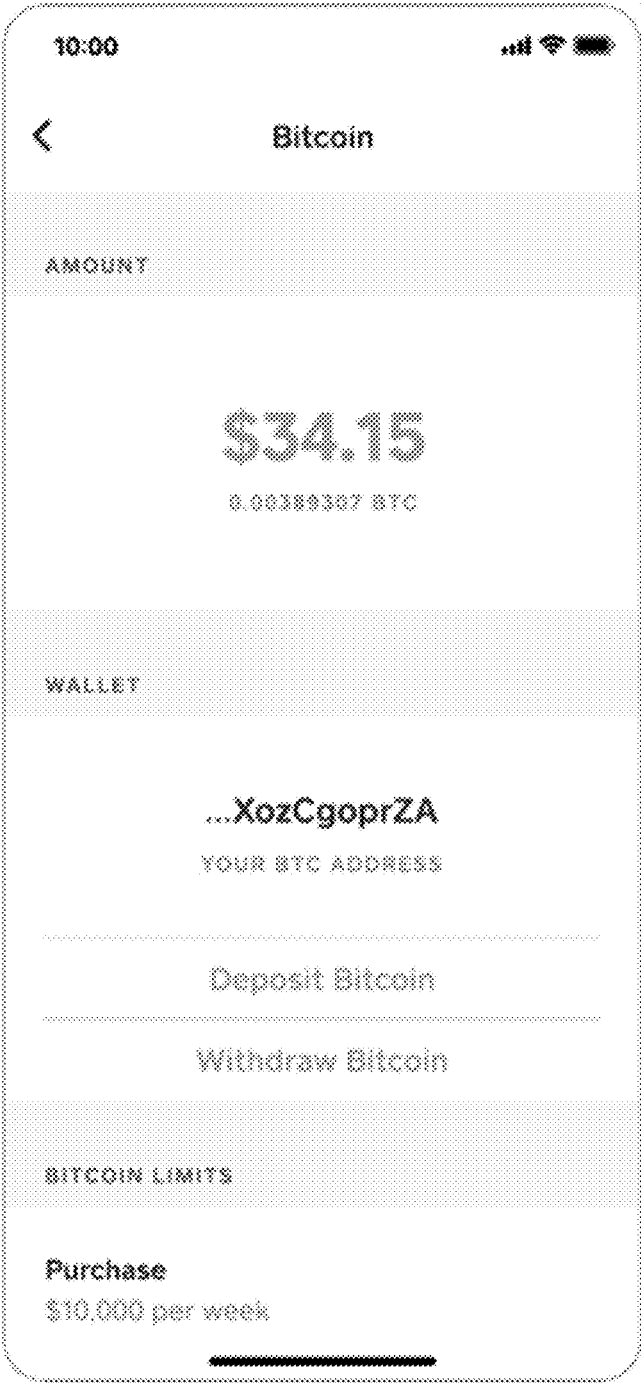 10:00
Bitcoin
AMOUNT
$34.15
0.00389307 BTC
WALLET
...XozCgoprZA
YOUR BTC ADDRESS
Deposit Bitcoin
Withdraw Bitcoin
BITCOIN LIMITS
Purchase
$10,000 per week